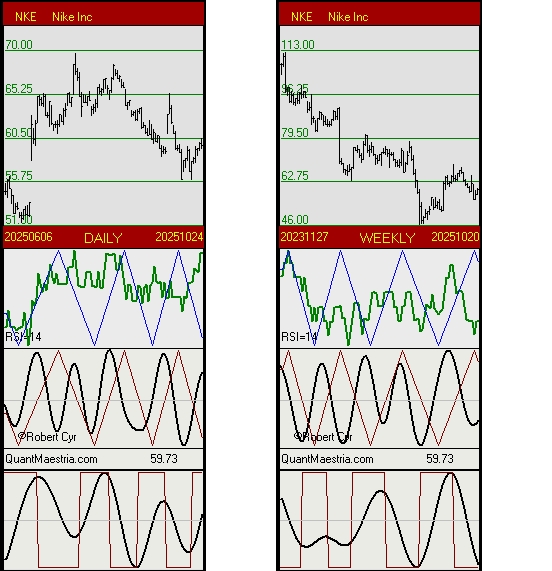 NKE Nike Inc
70.00
65.25
60.50
55.75
51.00
20250606 DAILY 20251024
RSI=14
©Robert Cyr
QuantMaestria.com 59.73
NKE Nike Inc
113.00
96.25
79.50
62.75
46.00
20231127 WEEKLY 20251020
RSI=14
©Robert Cyr
QuantMaestria.com 59.73